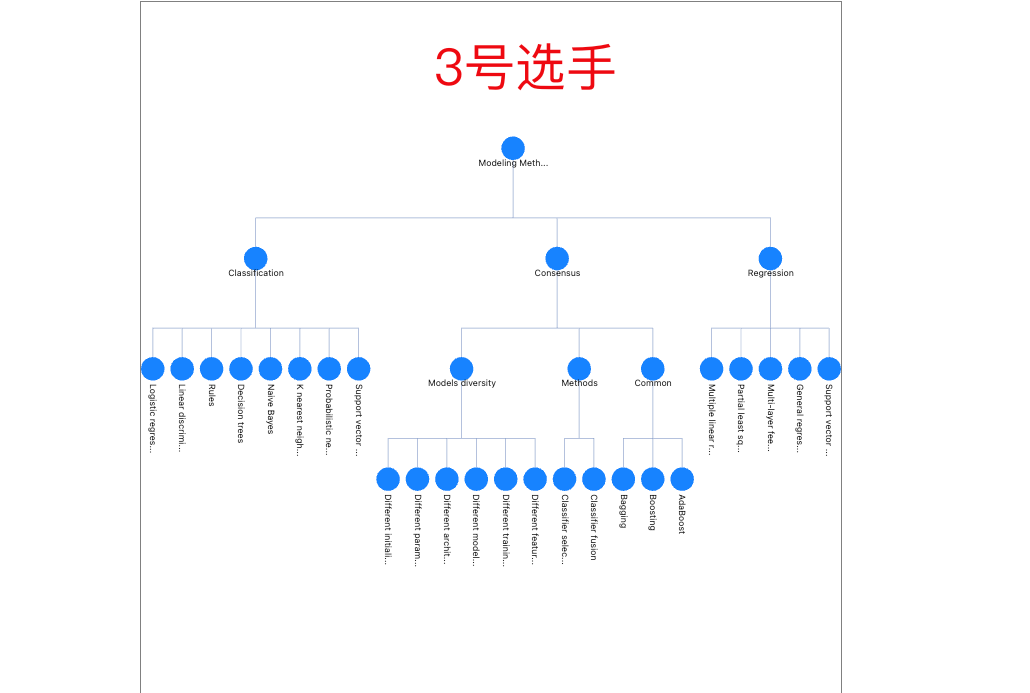 3号选手
Modeling Meth...
Classification
Consensus
Regression
Models diversity
Methods
Common
Logistic regres...
Linear discrimi...
Rules
Decision trees
Naive Bayes
K nearest neigh...
Probabilistic ne...
Support vector ...
Multiple linear r...
Partial least sq...
Multi-layer fee...
General regres...
Support vector ...
Different initiali...
Different param...
Different archit...
Different model...
Different trainin...
Different featur...
Classifier selec...
Classifier fusion
Bagging
Boosting
AdaBoost